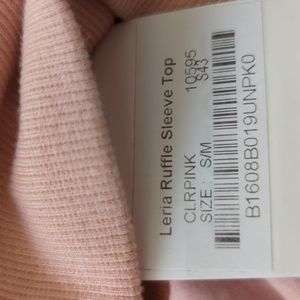 Leria Ruffle Sleeve Top
CLRPINK 10595
SIZE: S/M S43
B1608B019UNPK0